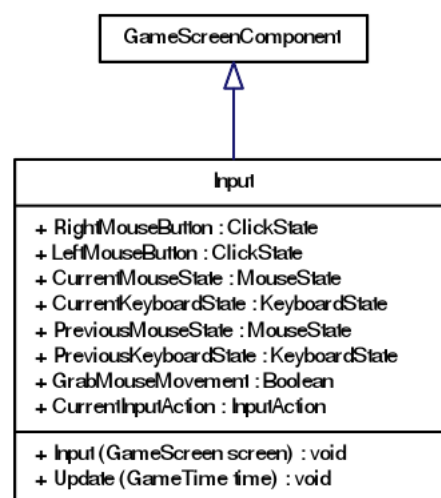 GameScreenComponent
Input
+ RightMouseButton : ClickState
+ LeftMouseButton : ClickState
+ CurrentMouseState : MouseState
+ CurrentKeyboardState : KeyboardState
+ PreviousMouseState : MouseState
+ PreviousKeyboardState : KeyboardState
+ GrabMouseMovement : Boolean
+ CurrentInputAction : InputAction
+ Input (GameScreen screen) : void
+ Update (GameTime time) : void